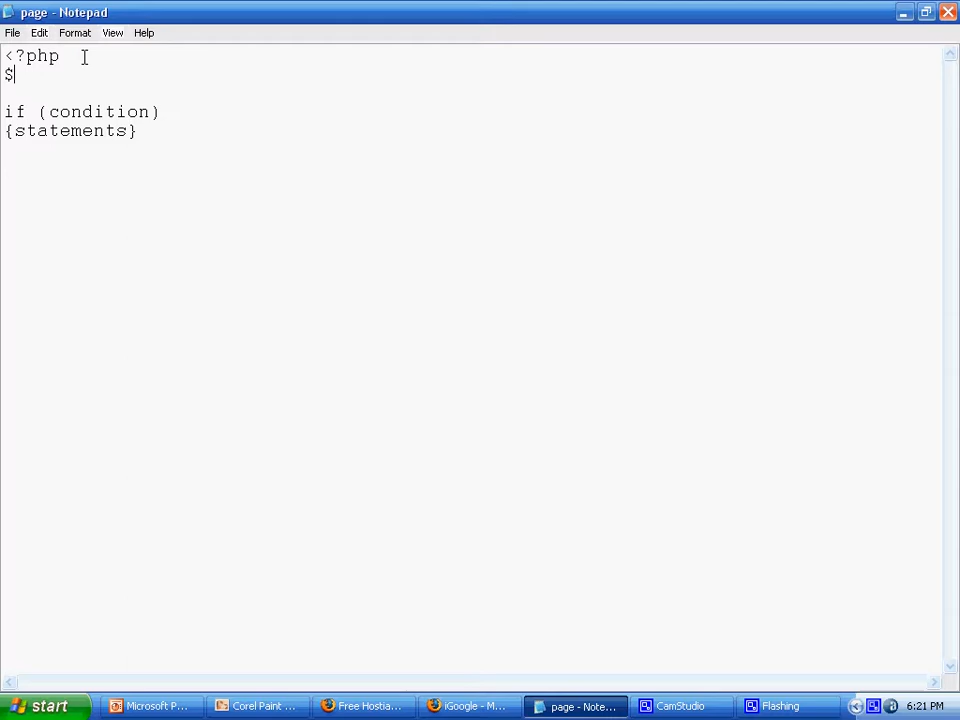 page - Notepad
File Edit Format View Help
<?php
$
if (condition)
{statements}
start Microsoft P... Corel Paint ... Free Hostia... iGoogle - M... page - Note... CamStudio Flashing 6:21 PM